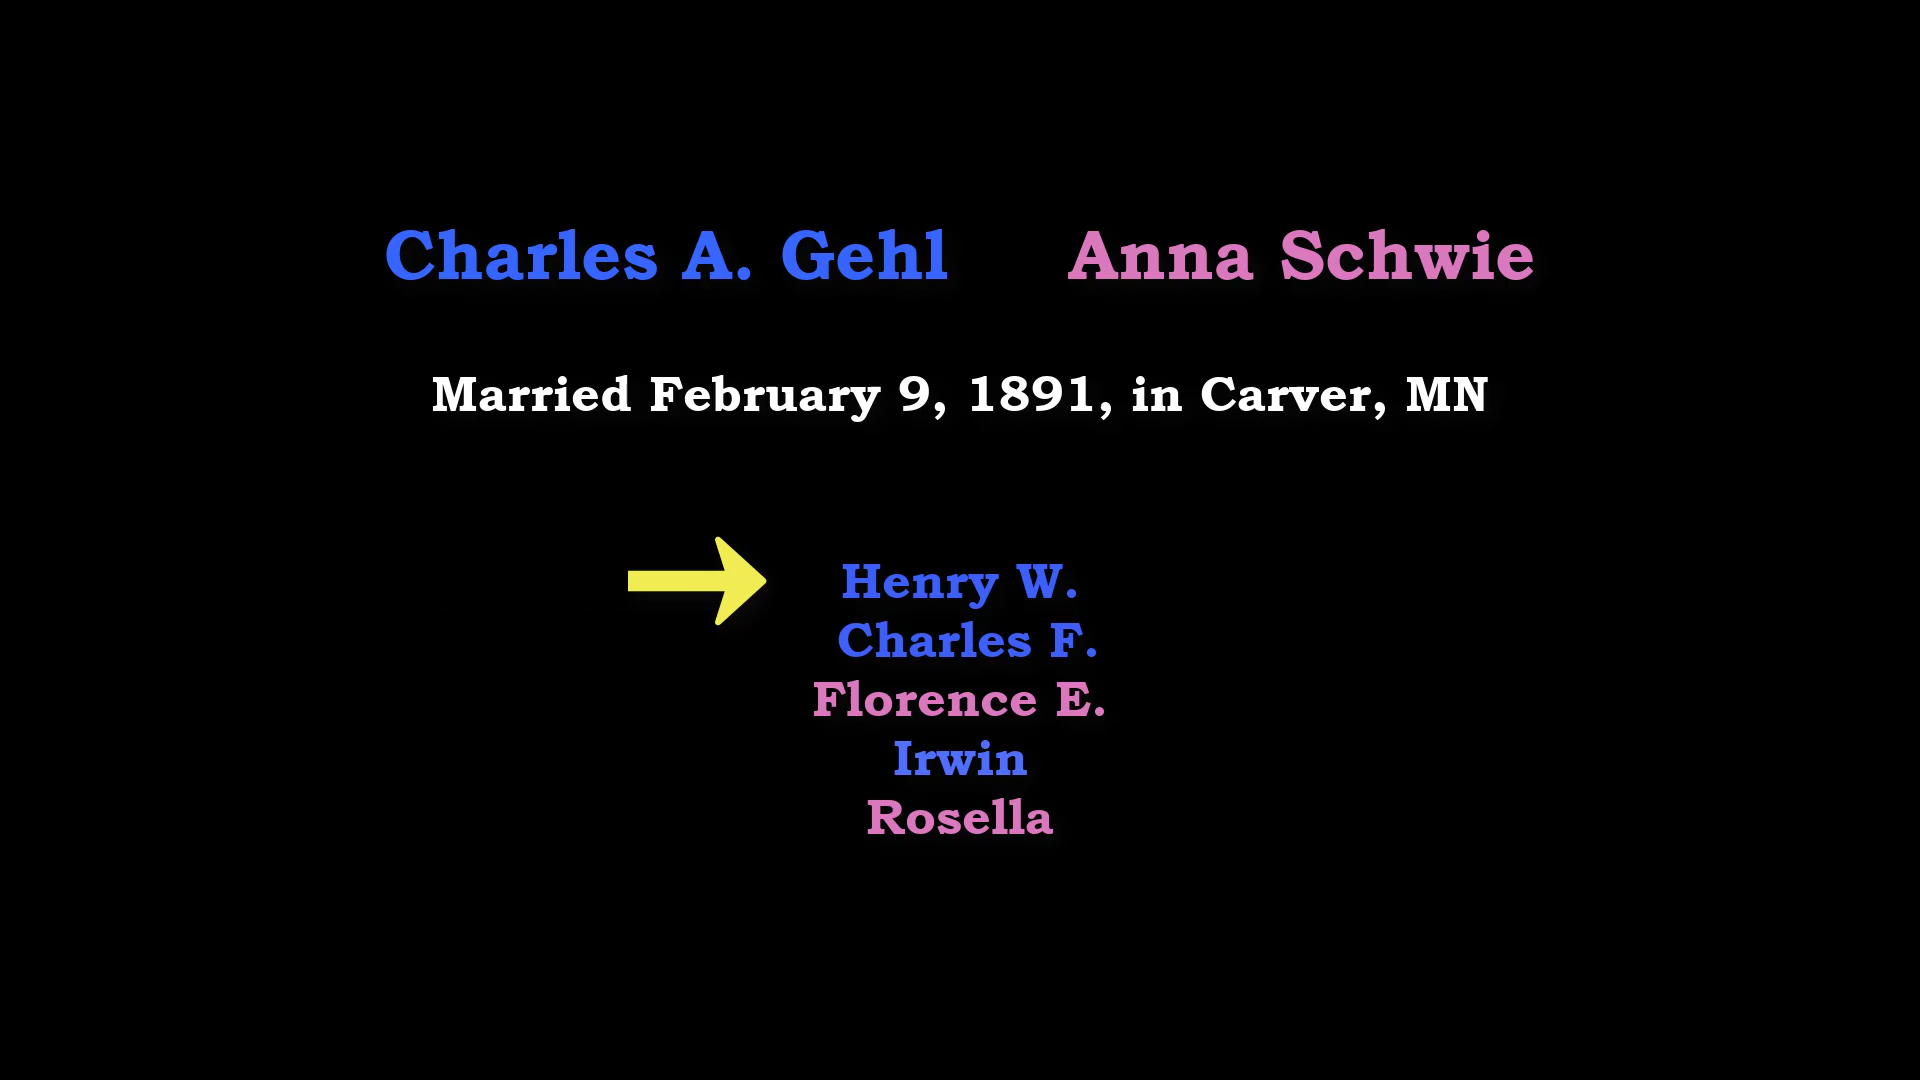 Charles A. Gehl Anna Schwie
Married February 9, 1891, in Carver, MN
Henry W.
Charles F.
Florence E.
Irwin
Rosella